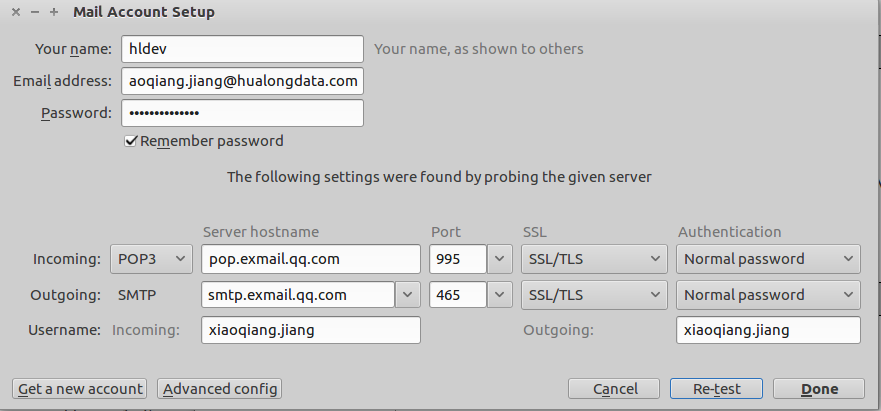 Mail Account Setup
Your name: hldev Your name, as shown to others
Email address: aoqiang.jiang@hualongdata.com
Password: ••••••••••••••
Remember password
The following settings were found by probing the given server
Server hostname Port SSL Authentication
Incoming: POP3 pop.exmail.qq.com 995 SSL/TLS Normal password
Outgoing: SMTP smtp.exmail.qq.com 465 SSL/TLS Normal password
Username: Incoming: xiaoqiang.jiang Outgoing: xiaoqiang.jiang
Get a new account Advanced config Cancel Re-test Done